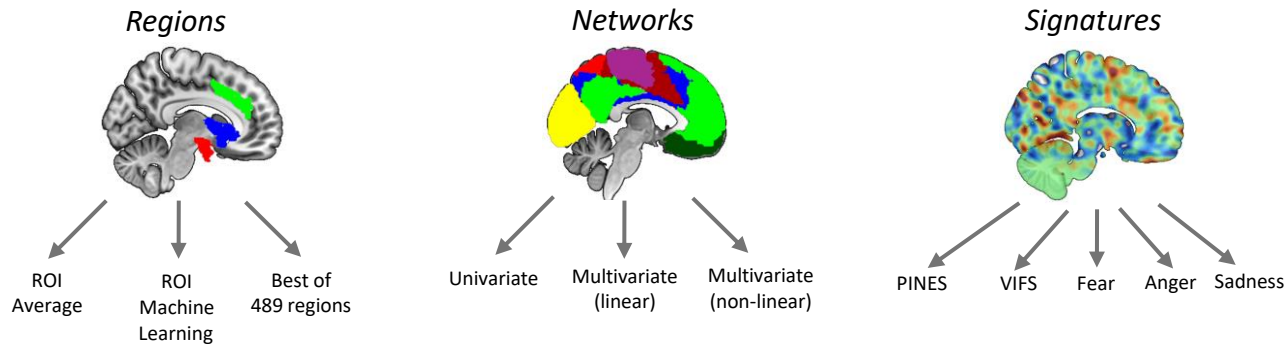 Regions
Networks
Signatures
ROI
Average
ROI
Machine
Learning
Best of
489 regions
Univariate
Multivariate
(linear)
Multivariate
(non-linear)
PINES
VIFS
Fear
Anger
Sadness